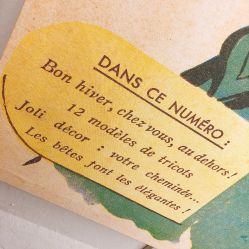 DANS CE NUMÉRO :
Bon hiver, chez vous, au dehors !
12 modèles de tricots
Joli décor : votre cheminée...
Les bêtes font les élégantes !